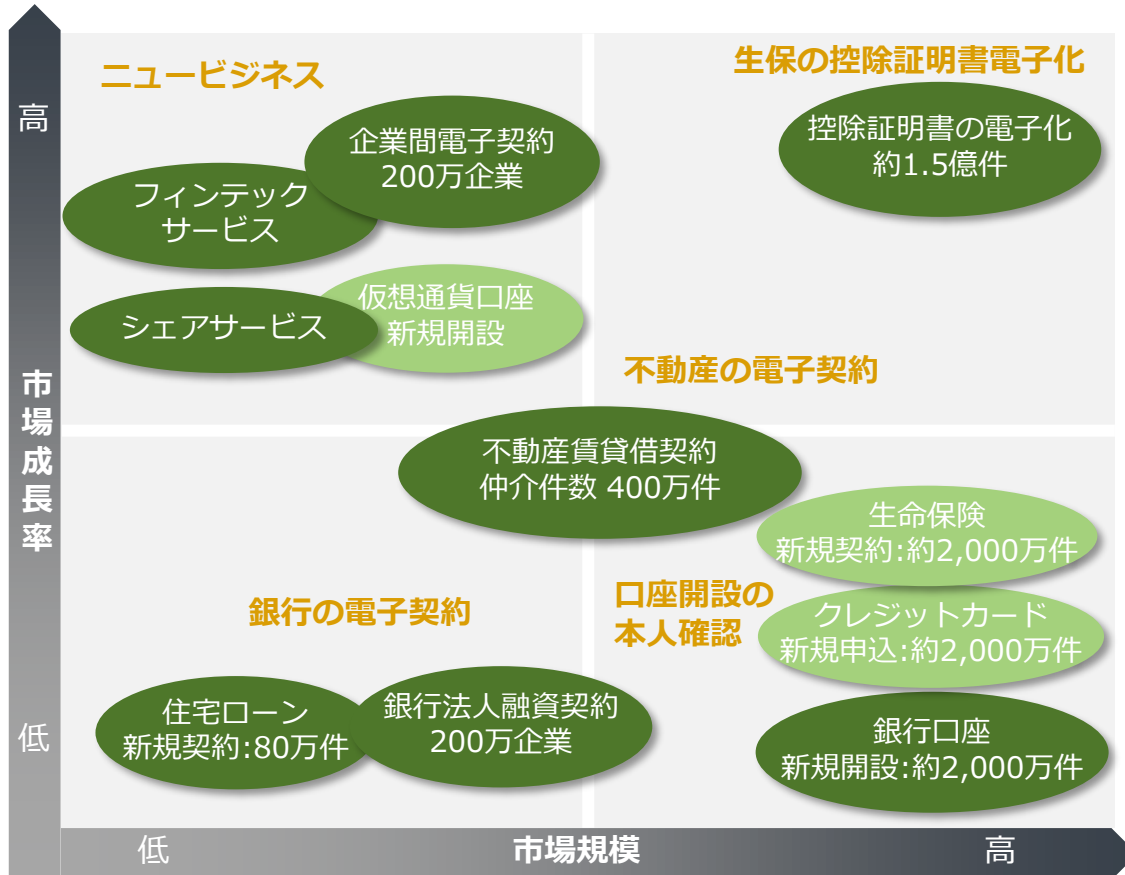 高
市場成長率
低
ニュービジネス
企業間電子契約
200万企業
フィンテック
サービス
仮想通貨口座
新規開設
シェアサービス
生保の控除証明書電子化
控除証明書の電子化
約1.5億件
不動産の電子契約
不動産賃貸借契約
仲介件数 400万件
銀行の電子契約
住宅ローン
新規契約:80万件
銀行法人融資契約
200万企業
口座開設の
本人確認
生命保険
新規契約:約2,000万件
クレジットカード
新規申込:約2,000万件
銀行口座
新規開設:約2,000万件
低
市場規模
高